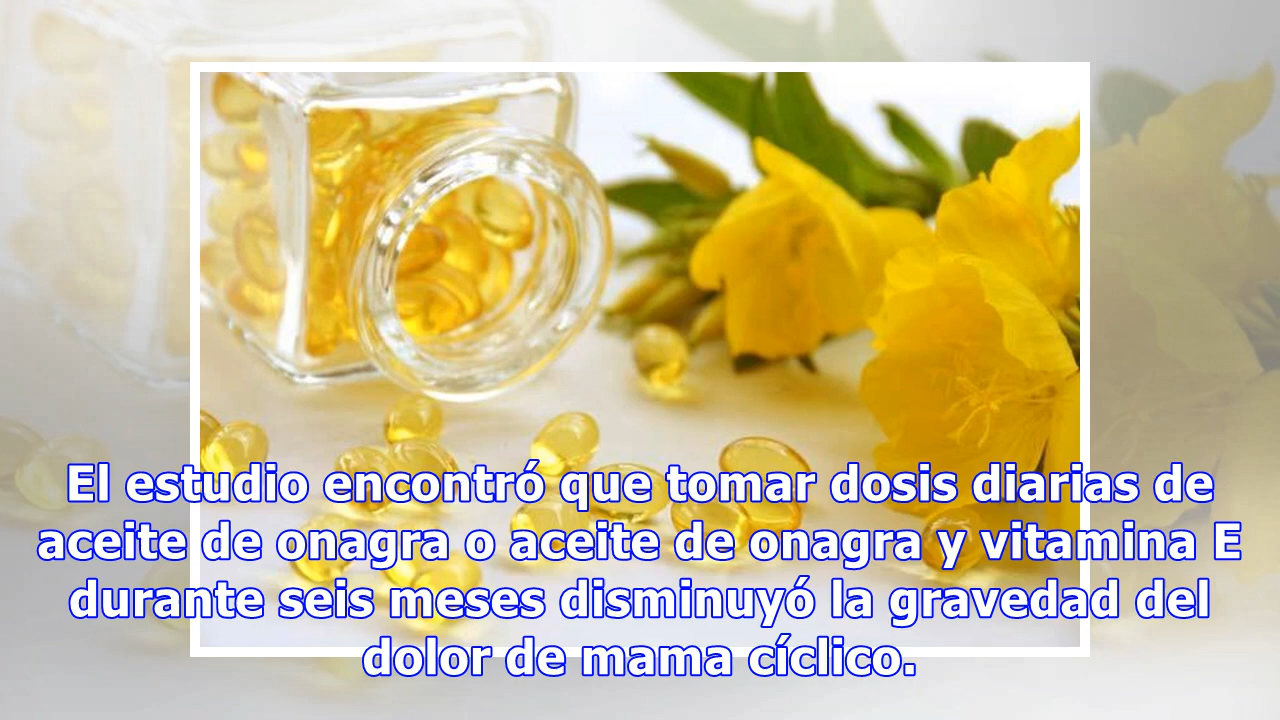 El estudio encontró que tomar dosis diarias de
aceite de onagra o aceite de onagra y vitamina E
durante seis meses disminuyó la gravedad del
dolor de mama cíclico.